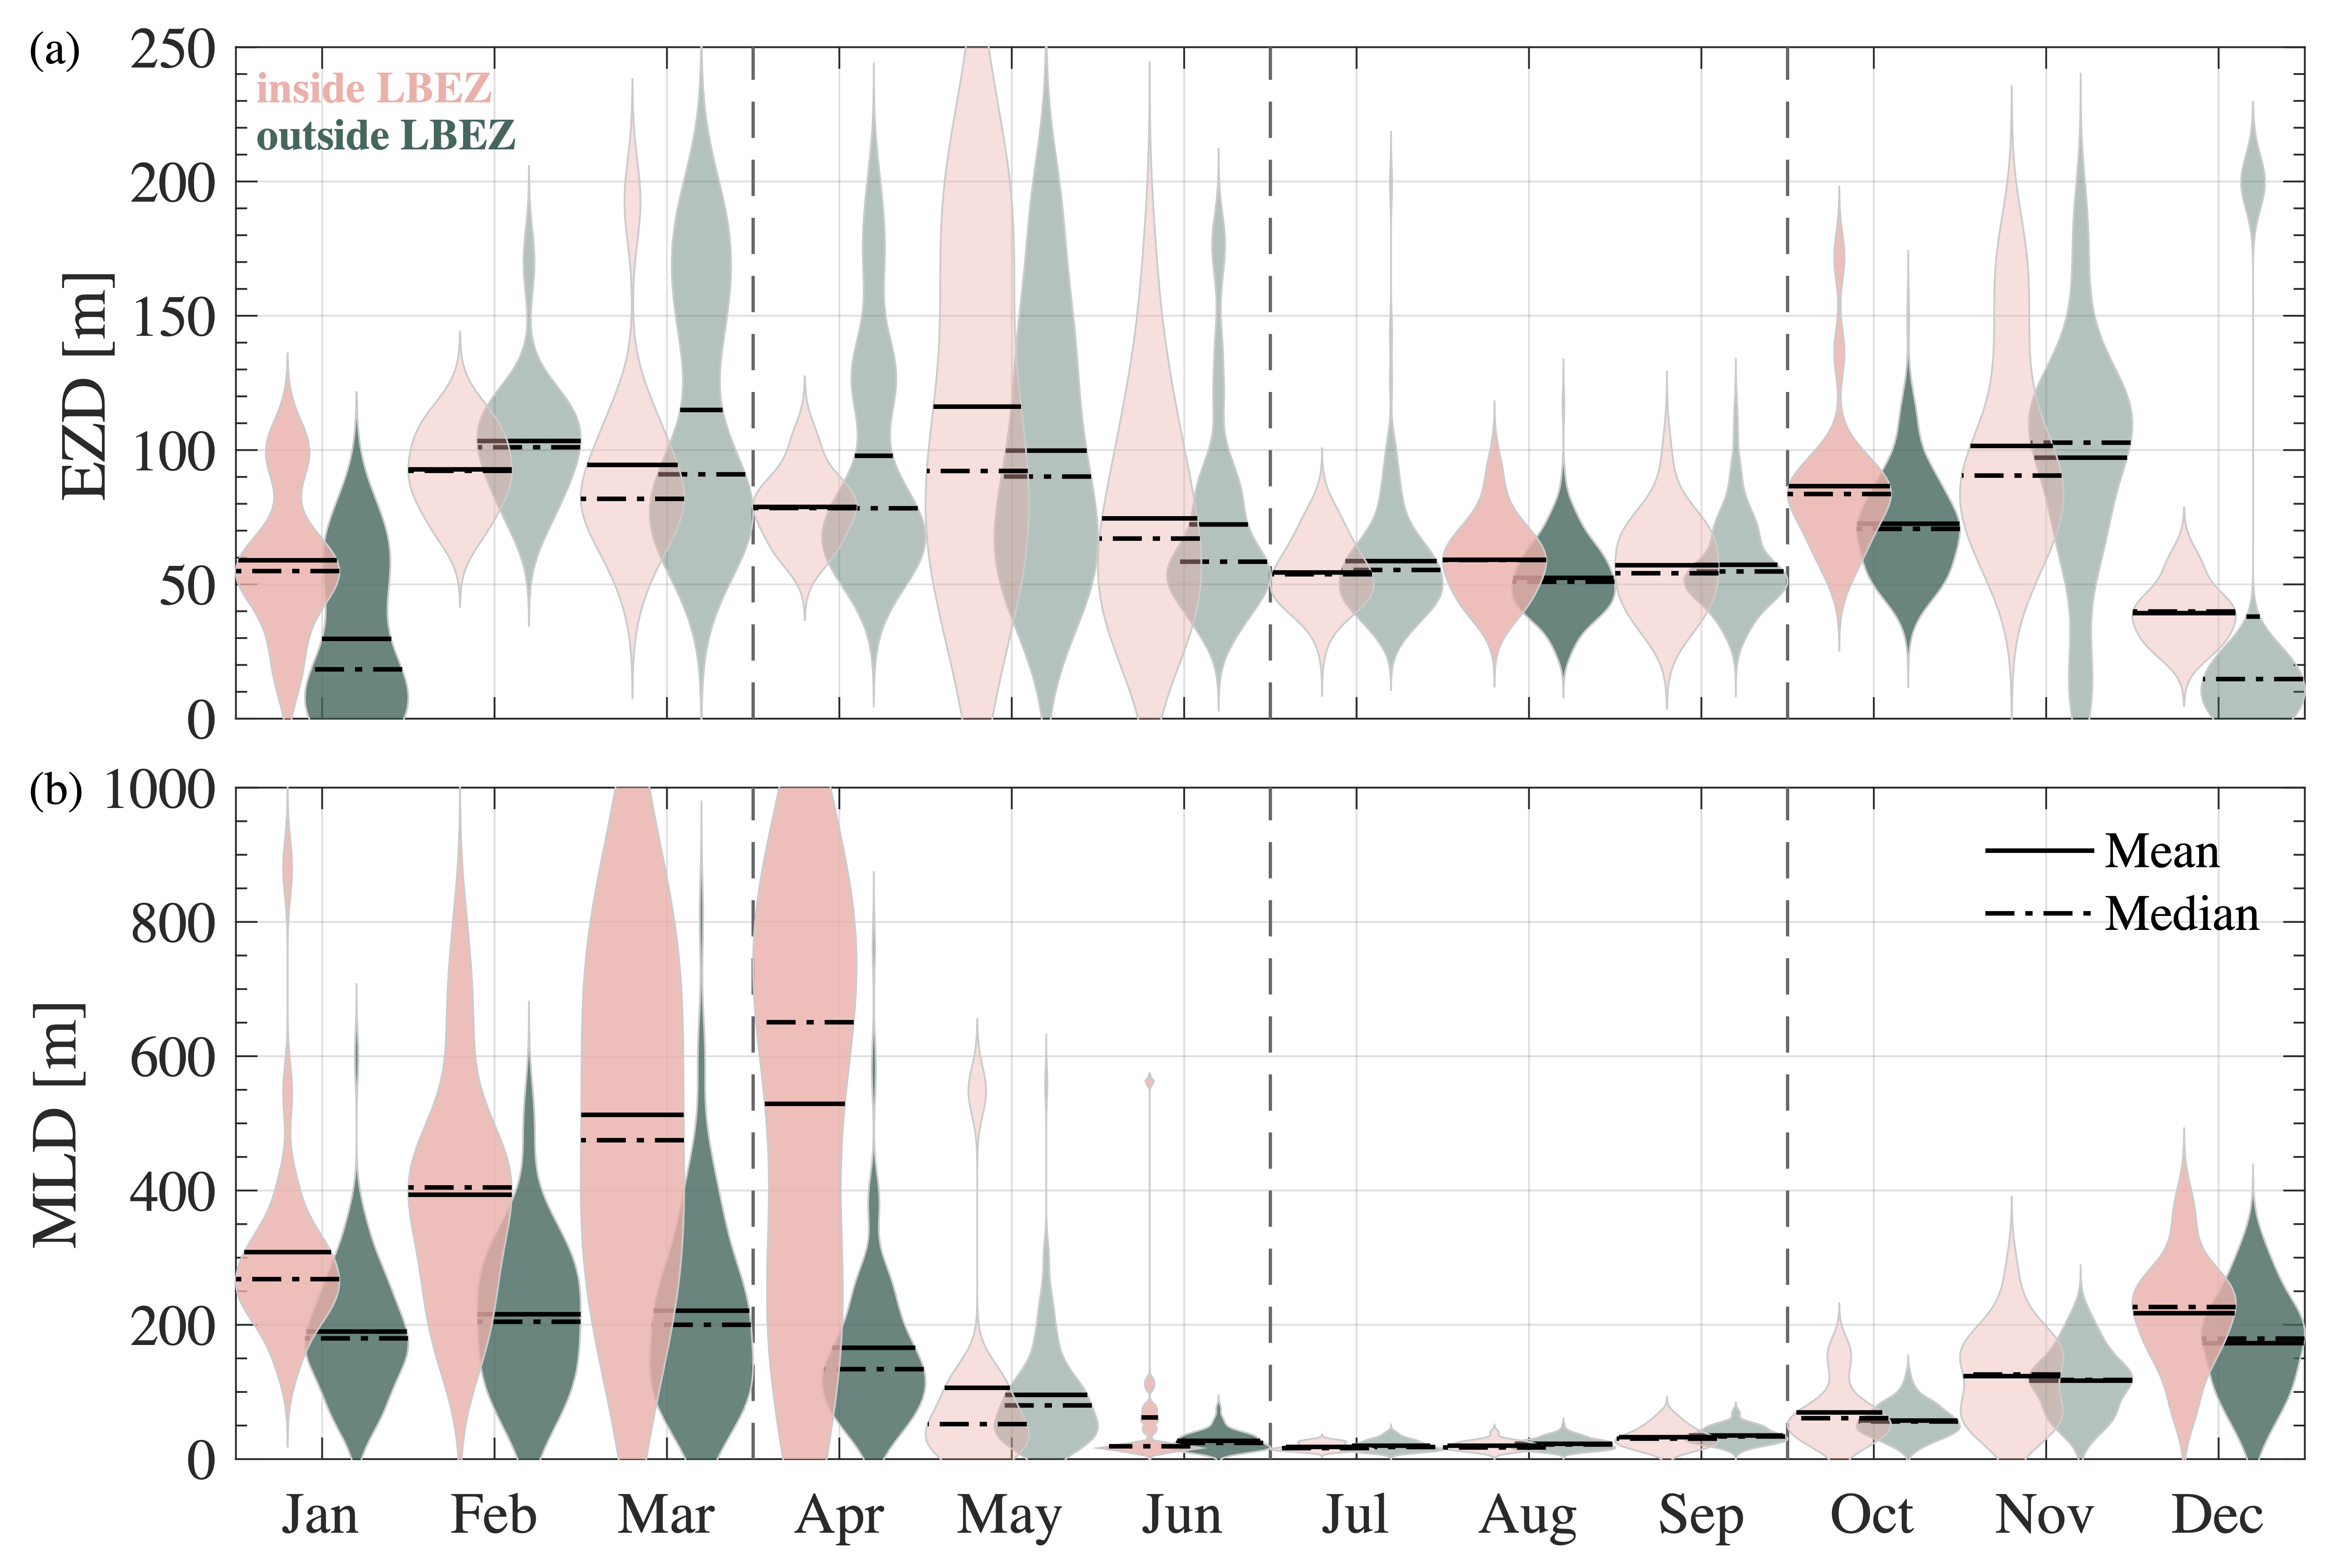 (a)
250
200
150
100
50
0
EZD [m]
inside LBEZ
outside LBEZ
(b)
1000
800
600
400
200
0
MLD [m]
Mean
Median
Jan Feb Mar Apr May Jun Jul Aug Sep Oct Nov Dec